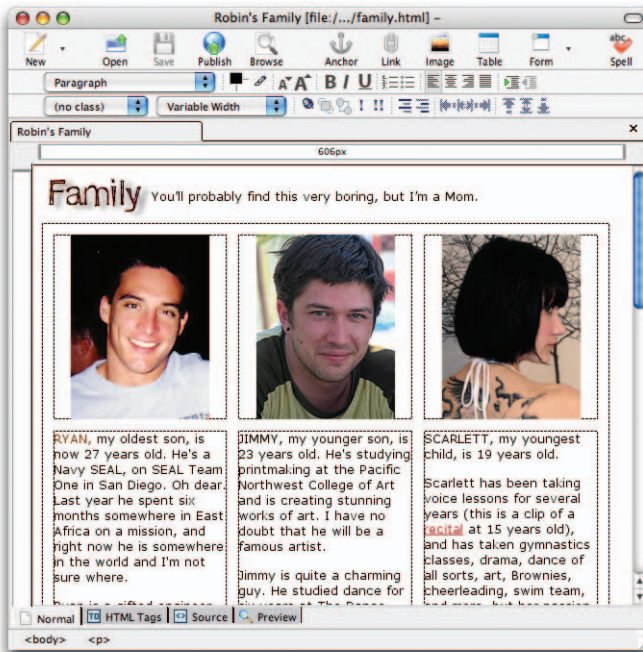 Robin's Family [file:/.../family.html] –
New Open Save Publish Browse Anchor Link Image Table Form Spell
Paragraph
B I U
(no class) Variable Width
Robin's Family
606px
Family You'll probably find this very boring, but I'm a Mom.
RYAN, my oldest son, is
now 27 years old. He's a
Navy SEAL, on SEAL Team
One in San Diego. Oh dear.
Last year he spent six
months somewhere in East
Africa on a mission, and
right now he is somewhere
in the world and I'm not
sure where.
JIMMY, my younger son, is
23 years old. He's studying
printmaking at the Pacific
Northwest College of Art
and is creating stunning
works of art. I have no
doubt that he will be a
famous artist.
Jimmy is quite a charming
guy. He studied dance for
SCARLETT, my youngest
child, is 19 years old.
Scarlett has been taking
voice lessons for several
years (this is a clip of a
recital at 15 years old),
and has taken gymnastics
classes, drama, dance of
all sorts, art, Brownies,
cheerleading, swim team,
Normal HTML Tags Source Preview
<body> <p>